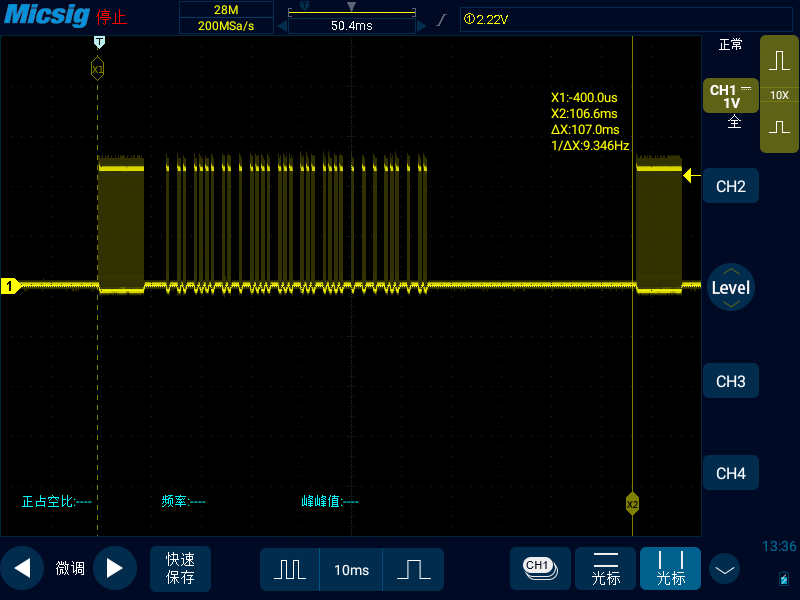 Micsig 停止
28M
200MSa/s
50.4ms
①2.22V
T
X1
X1:-400.0us
X2:106.6ms
ΔX:107.0ms
1/ΔX:9.346Hz
正常
CH1
1V
全
10X
CH2
1
Level
CH3
CH4
正占空比:----
频率:----
峰峰值:----
X2
13:36
微调
快速
保存
10ms
CH1
光标
光标